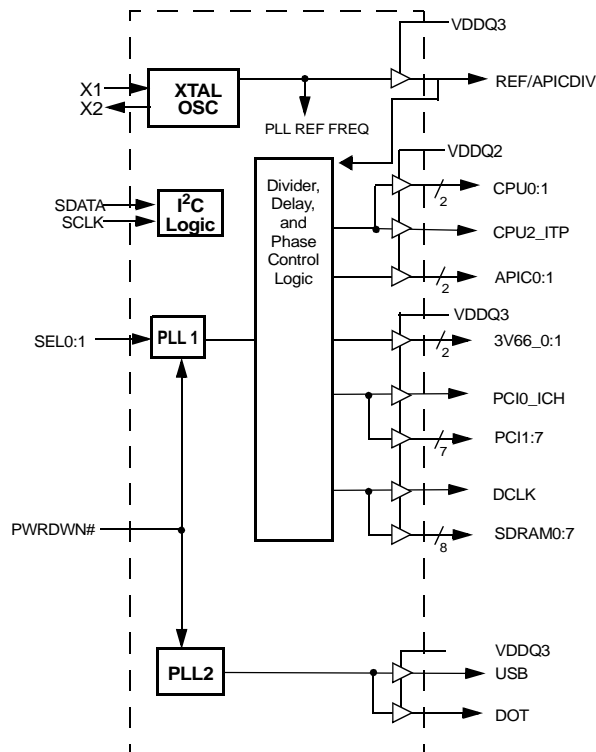 VDDQ3
X1
X2
XTAL
OSC
REF/APICDIV
PLL REF FREQ
VDDQ2
SDATA
SCLK
I²C
Logic
Divider,
Delay,
and
Phase
Control
Logic
2
CPU0:1
CPU2_ITP
2
APIC0:1
VDDQ3
SEL0:1
PLL 1
2
3V66_0:1
PCI0_ICH
7
PCI1:7
DCLK
PWRDWN#
8
SDRAM0:7
VDDQ3
PLL2
USB
DOT